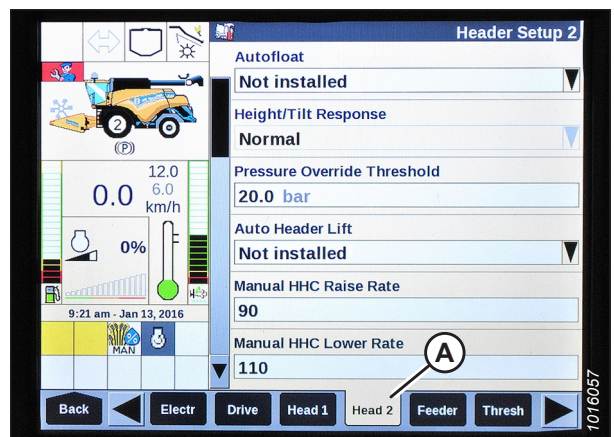 Header Setup 2
Autofloat
Not installed
Height/Tilt Response
Normal
Pressure Override Threshold
20.0 bar
Auto Header Lift
Not installed
Manual HHC Raise Rate
90
Manual HHC Lower Rate
110
2
(P)
12.0
0.0 6.0
km/h
0%
9:21 am - Jan 13, 2016
MAN
A
Back
Electr
Drive
Head 1
Head 2
Feeder
Thresh
1016057